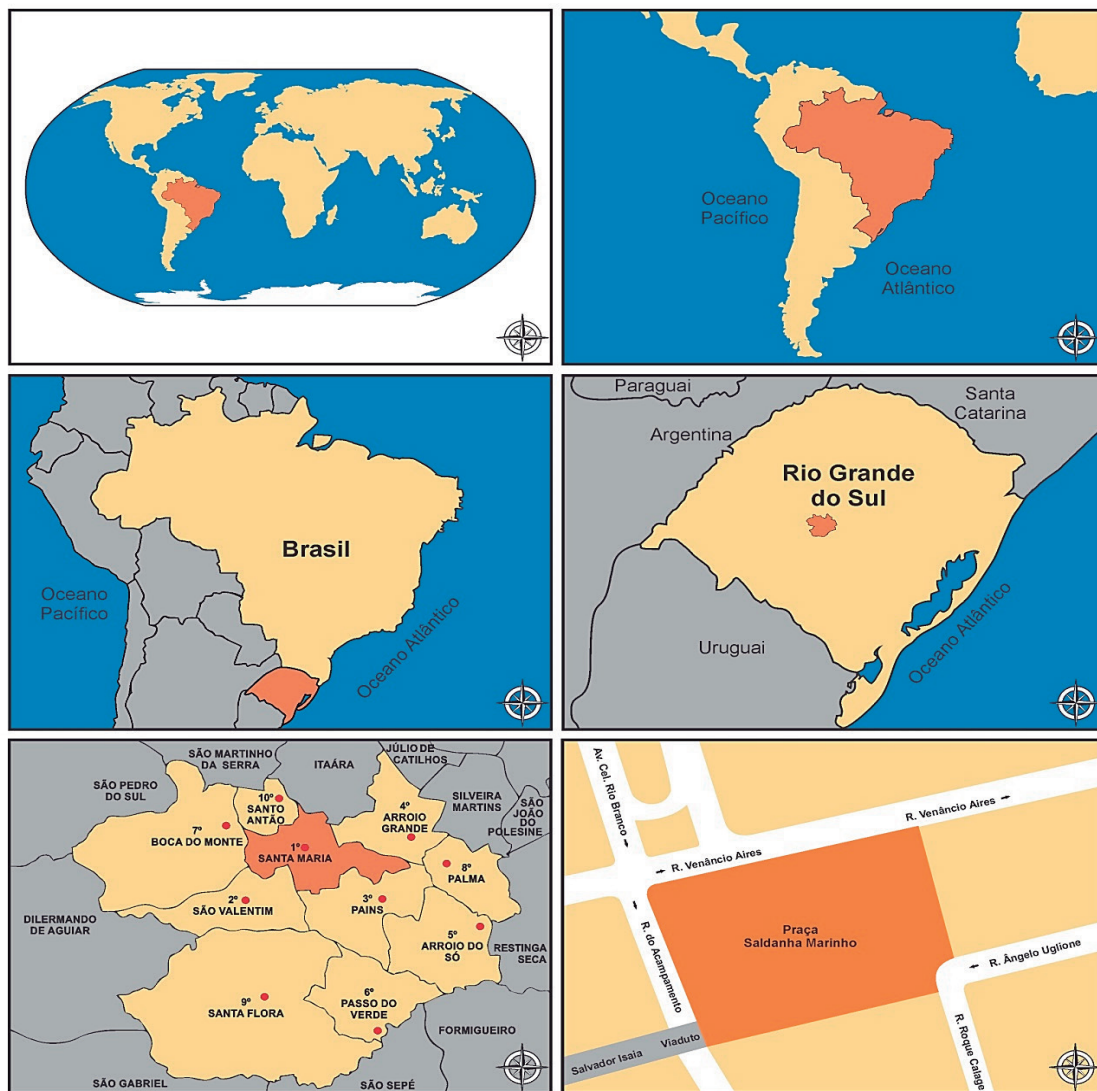 Oceano
Pacífico
Oceano
Atlântico
Brasil
Oceano
Pacífico
Oceano Atlântico
Paraguai
Santa
Catarina
Argentina
Rio Grande
do Sul
Uruguai
Oceano Atlântico
SÃO MARTINHO
DA SERRA
ITAÁRA
JÚLIO DE
CATILHOS
SÃO PEDRO
DO SUL
SILVEIRA
MARTINS
SÃO
JOÃO DO
POLESINE
10º
SANTO
ANTÃO
4º
ARROIO
GRANDE
7º
BOCA DO MONTE
1º
SANTA MARIA
8º
PALMA
2º
SÃO VALENTIM
3º
PAINS
DILERMANDO
DE AGUIAR
5º
ARROIO DO
SÓ
RESTINGA
SECA
9º
SANTA FLORA
6º
PASSO DO
VERDE
FORMIGUEIRO
SÃO GABRIEL
SÃO SEPÉ
Av. Cel. Rio Branco
R. Venâncio Aires
R. Venâncio Aires
Praça
Saldanha Marinho
R. do Acampamento
R. Ângelo Uglione
Salvador Isaia Viaduto
R. Roque Calage